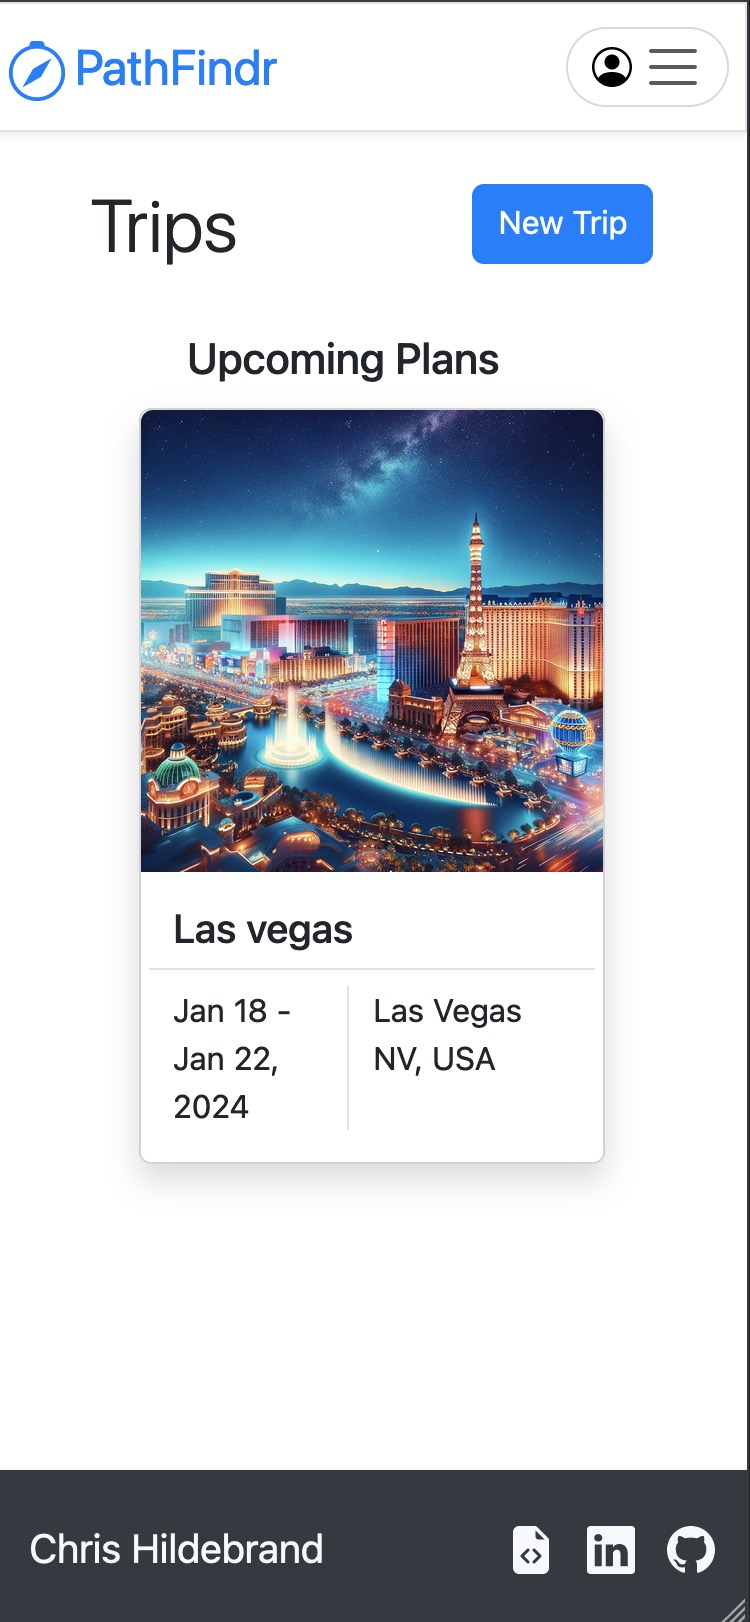 PathFindr
Trips
New Trip
Upcoming Plans
Las vegas
Jan 18 -
Jan 22,
2024
Las Vegas
NV, USA
Chris Hildebrand
in